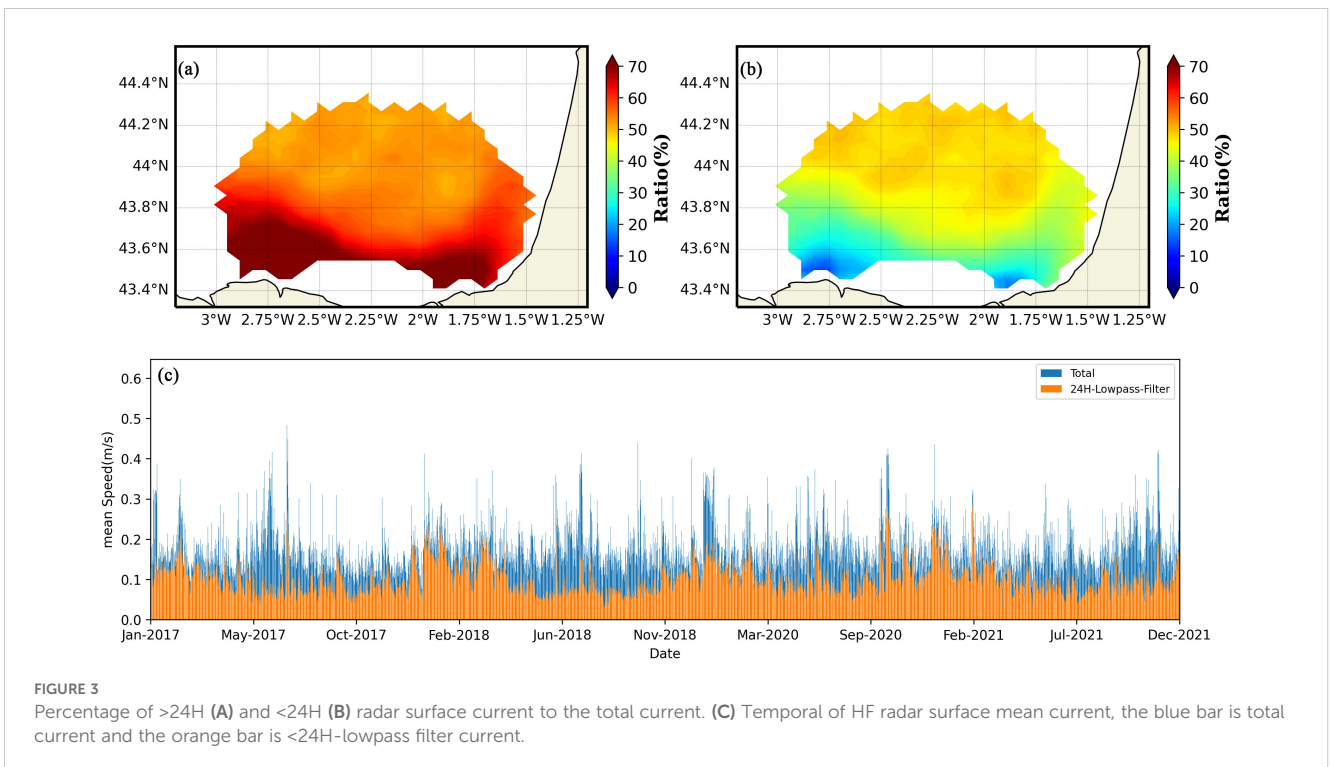 (a)
44.4°N
44.2°N
44°N
43.8°N
43.6°N
43.4°N
3°W 2.75°W 2.5°W 2.25°W 2°W 1.75°W 1.5°W 1.25°W
70
60
50
40
30
20
10
0
Ratio(%)
(b)
44.4°N
44.2°N
44°N
43.8°N
43.6°N
43.4°N
3°W 2.75°W 2.5°W 2.25°W 2°W 1.75°W 1.5°W 1.25°W
70
60
50
40
30
20
10
0
Ratio(%)
(c)
Total
24H-Lowpass-Filter
0.6
0.5
0.4
0.3
0.2
0.1
0.0
mean Speed(m/s)
Jan-2017 May-2017 Oct-2017 Feb-2018 Jun-2018 Nov-2018 Mar-2020 Sep-2020 Feb-2021 Jul-2021 Dec-2021
Date
FIGURE 3
Percentage of >24H (A) and <24H (B) radar surface current to the total current. (C) Temporal of HF radar surface mean current, the blue bar is total
current and the orange bar is <24H-lowpass filter current.